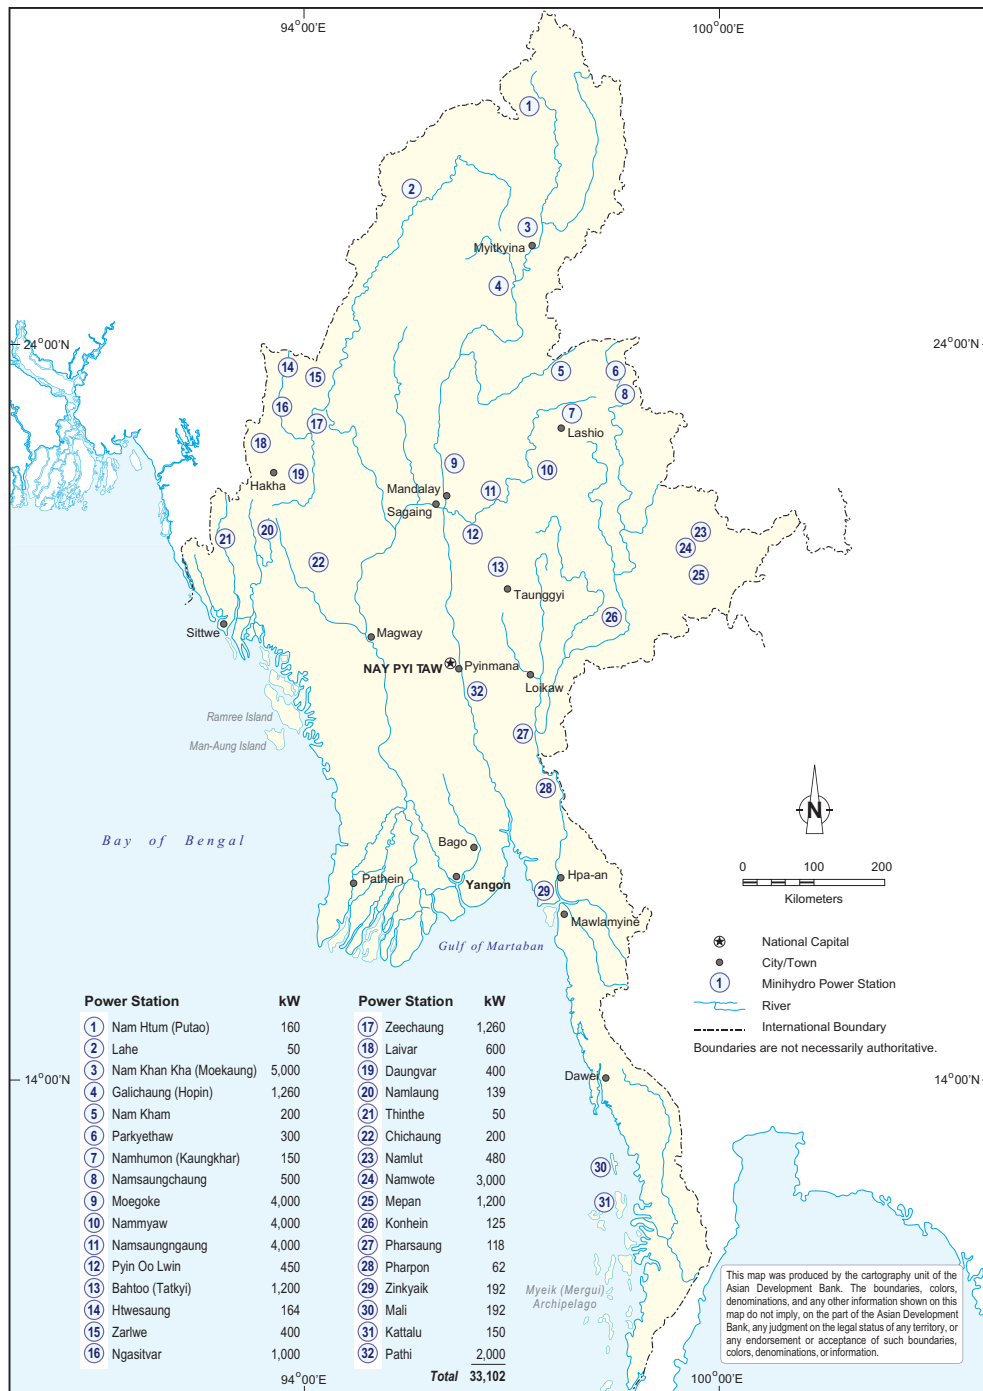 94°00'E
100°00'E
1
2
3
Myitkyina
4
24°00'N
24°00'N
14
15
5
6
8
16
17
7
Lashio
18
9
10
19
Hakha
11
Mandalay
Sagaing
20
12
23
21
24
22
13
25
Taunggyi
26
Sittwe
Magway
NAY PYI TAW
Pyinmana
32
Loikaw
Ramree Island
27
Man-Aung Island
28
N
Bay of Bengal
Bago
0 100 200
Kilometers
Pathein
Yangon
Hpa-an
29
Mawlamyine
Gulf of Martaban
National Capital
City/Town
1 Minihydro Power Station
River
International Boundary
Boundaries are not necessarily authoritative.
Dawei
14°00'N
14°00'N
30
31
Myeik (Mergui)
Archipelago
Power Station kW
1 Nam Htum (Putao) 160
2 Lahe 50
3 Nam Khan Kha (Moekaung) 5,000
4 Galichaung (Hopin) 1,260
5 Nam Kham 200
6 Parkyethaw 300
7 Namhumon (Kaungkhar) 150
8 Namsaungchaung 500
9 Moegoke 4,000
10 Nammyaw 4,000
11 Namsaungngaung 4,000
12 Pyin Oo Lwin 450
13 Bahtoo (Tatkyi) 1,200
14 Htwesaung 164
15 Zarlwe 400
16 Ngasitvar 1,000
Power Station kW
17 Zeechaung 1,260
18 Laivar 600
19 Daungvar 400
20 Namlaung 139
21 Thinthe 50
22 Chichaung 200
23 Namlut 480
24 Namwote 3,000
25 Mepan 1,200
26 Konhein 125
27 Pharsaung 118
28 Pharpon 62
29 Zinkyaik 192
30 Mali 192
31 Kattalu 150
32 Pathi 2,000
Total 33,102
This map was produced by the cartography unit of the
Asian Development Bank. The boundaries, colors,
denominations, and any other information shown on this
map do not imply, on the part of the Asian Development
Bank, any judgment on the legal status of any territory, or
any endorsement or acceptance of such boundaries,
colors, denominations, or information.
94°00'E
100°00'E